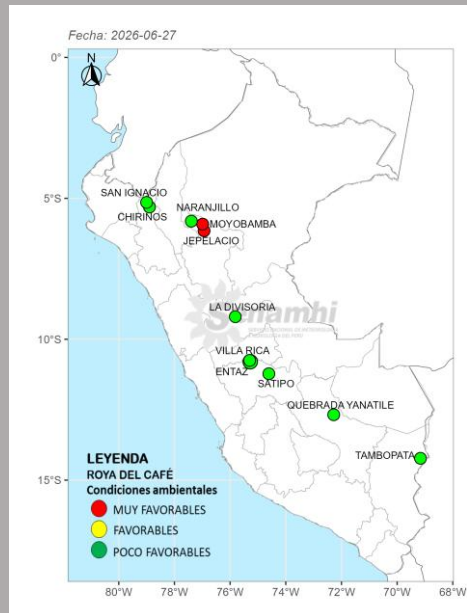 Fecha: 2026-06-27
N
0°
SAN IGNACIO
CHIRINOS
NARANJILLO
MOYOBAMBA
JEPELACIO
5°S
LA DIVISORIA
Senamhi
10°S
VILLA RICA
ENTAZ
SATIPO
QUEBRADA YANATILE
TAMBOPATA
15°S
LEYENDA
ROYA DEL CAFÉ
Condiciones ambientales
MUY FAVORABLES
FAVORABLES
POCO FAVORABLES
80°W 78°W 76°W 74°W 72°W 70°W 68°W